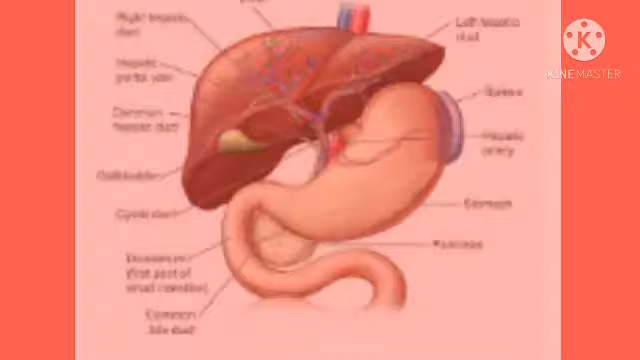 Right hepatic
duct
Hepatic
portal vein
Common
hepatic duct
Gallbladder
Cystic duct
Duodenum
(first part of
small intestine)
Common
bile duct
Left hepatic
duct
Spleen
Hepatic
artery
Stomach
Pancreas
KINEMASTER